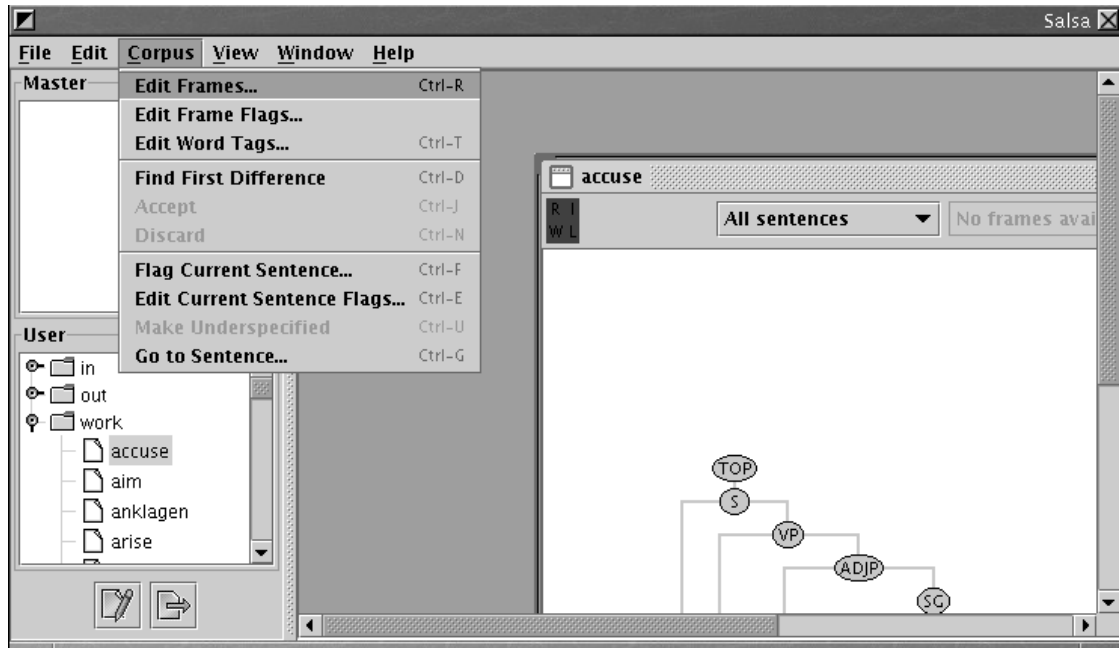 Salsa
File Edit Corpus View Window Help
Master
Edit Frames... Ctrl-R
Edit Frame Flags...
Edit Word Tags... Ctrl-T
Find First Difference Ctrl-D
Accept Ctrl-J
Discard Ctrl-N
Flag Current Sentence... Ctrl-F
Edit Current Sentence Flags... Ctrl-E
Make Underspecified Ctrl-U
Go to Sentence... Ctrl-G
User
in
out
work
accuse
aim
anklagen
arise
accuse
R I
W L
All sentences
No frames avai
TOP
S
VP
ADJP
SG